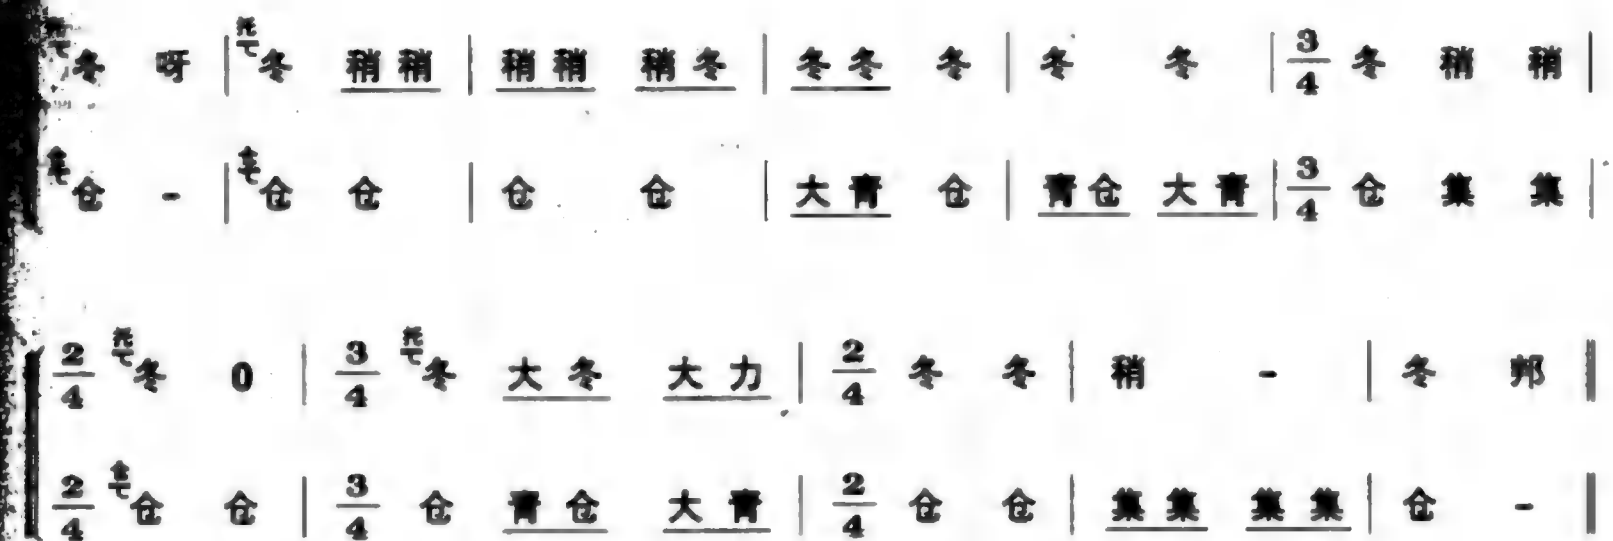 冬 呀 | 冬 稍 稍 | 稍 稍 稍 冬 | 冬 冬 冬 | 冬 冬 | 3/4 冬 稍 稍 |
仓 - | 仓 仓 | 仓 仓 | 大 青 仓 | 青 仓 大 青 | 3/4 仓 集 集 |
2/4 冬 0 | 3/4 冬 大 冬 大 力 | 2/4 冬 冬 | 稍 - | 冬 邦 ‖
2/4 仓 仓 | 3/4 仓 青 仓 大 青 | 2/4 仓 仓 | 集 集 集 集 | 仓 - ‖